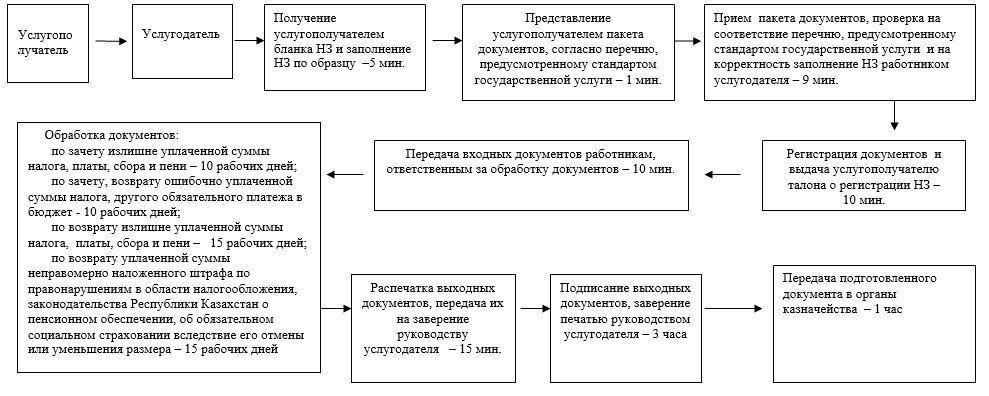 Услугопо
лучатель
Услугодатель
Получение
услугополучателем
бланка НЗ и заполнение
НЗ по образцу –5 мин.
Представление
услугополучателем пакета
документов, согласно перечню,
предусмотренному стандартом
государственной услуги – 1 мин.
Прием пакета документов, проверка на
соответствие перечню, предусмотренному
стандартом государственной услуги и на
корректность заполнение НЗ работником
услугодателя – 9 мин.
Регистрация документов и
выдача услугополучателю
талона о регистрации НЗ –
10 мин.
Передача входных документов работникам,
ответственным за обработку документов – 10 мин.
Обработка документов:
по зачету излишне уплаченной суммы
налога, платы, сбора и пени – 10 рабочих дней;
по зачету, возврату ошибочно уплаченной
суммы налога, другого обязательного платежа в
бюджет - 10 рабочих дней;
по возврату излишне уплаченной суммы
налога, платы, сбора и пени – 15 рабочих дней;
по возврату уплаченной суммы
неправомерно наложенного штрафа по
правонарушениям в области налогообложения,
законодательства Республики Казахстан о
пенсионном обеспечении, об обязательном
социальном страховании вследствие его отмены
или уменьшения размера – 15 рабочих дней
Распечатка выходных
документов, передача их
на заверение
руководству
услугодателя – 15 мин.
Подписание выходных
документов, заверение
печатью руководством
услугодателя – 3 часа
Передача подготовленного
документа в органы
казначейства – 1 час